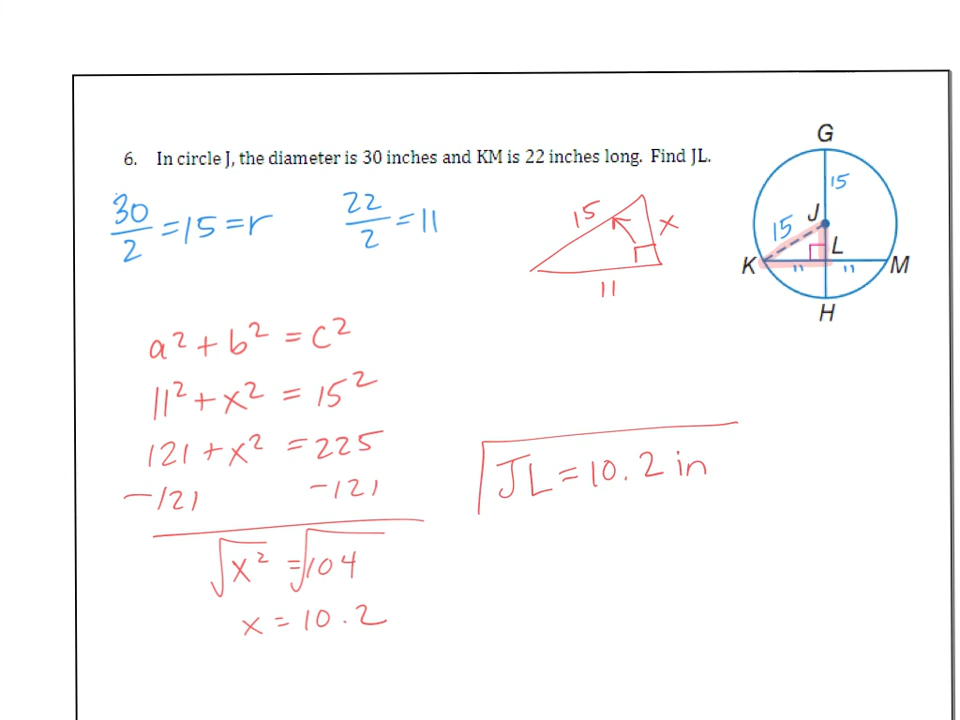 G
6. In circle J, the diameter is 30 inches and KM is 22 inches long. Find JL.
30/2 = 15 = r
22/2 = 11
15
x
11
15
J
15
L
K
11
11
M
H
a² + b² = c²
11² + x² = 15²
121 + x² = 225
-121 -121
√x² = √104
x = 10.2
JL = 10.2 in